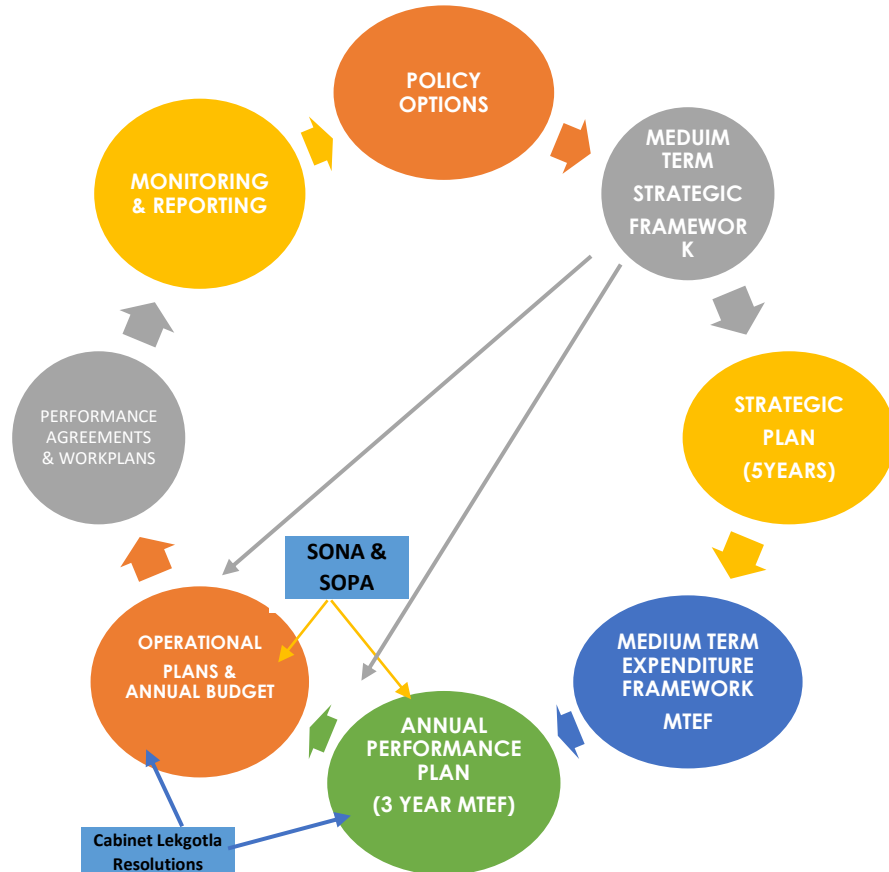 POLICY
OPTIONS
MEDUIM
TERM
STRATEGIC
FRAMEWOR
K
STRATEGIC
PLAN
(5YEARS)
MEDIUM TERM
EXPENDITURE
FRAMEWORK
MTEF
ANNUAL
PERFORMANCE
PLAN
(3 YEAR MTEF)
OPERATIONAL
PLANS &
ANNUAL BUDGET
PERFORMANCE
AGREEMENTS
& WORKPLANS
MONITORING
& REPORTING
SONA &
SOPA
Cabinet Lekgotla
Resolutions